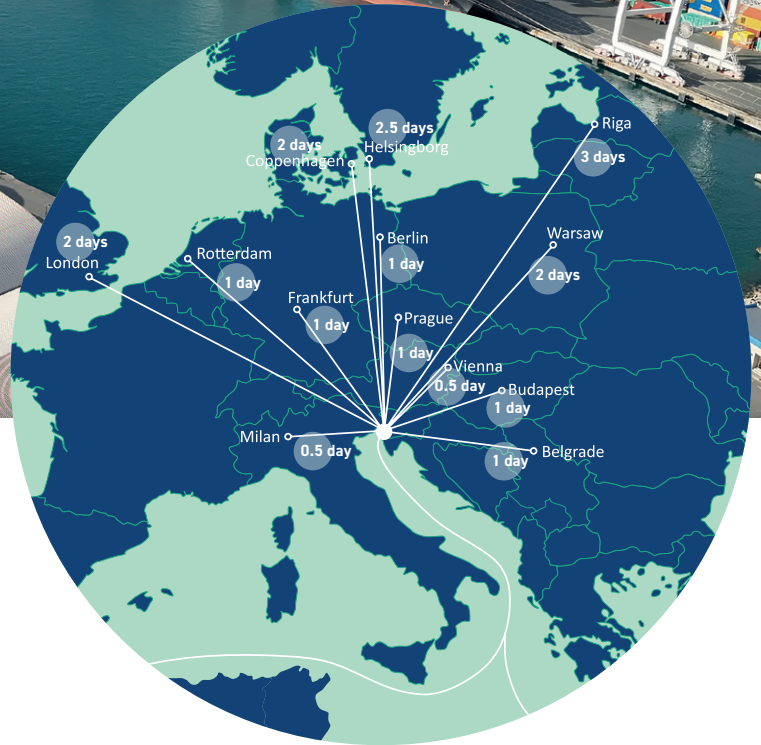 Riga
3 days
2.5 days
Helsingborg
2 days
Coppenhagen
Warsaw
2 days
2 days
London
Berlin
1 day
Rotterdam
1 day
Frankfurt
1 day
Prague
1 day
Vienna
0.5 day
Budapest
1 day
Milan
0.5 day
Belgrade
1 day